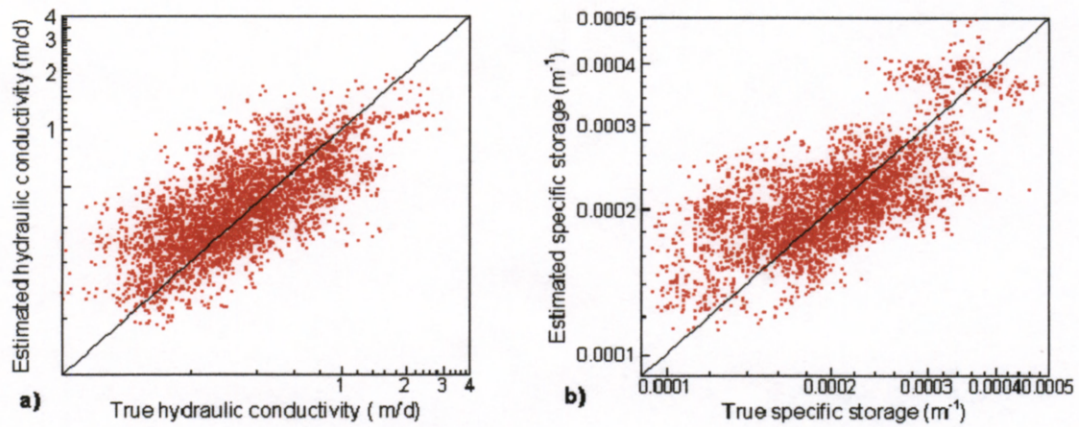 4
3
2
1
Estimated hydraulic conductivity (m/d)
1 2 3 4
a) True hydraulic conductivity ( m/d)
0.0005
0.0004
0.0003
0.0002
0.0001
Estimated specific storage (m-1)
0.0001 0.0002 0.0003 0.00040.0005
b) True specific storage (m-1)